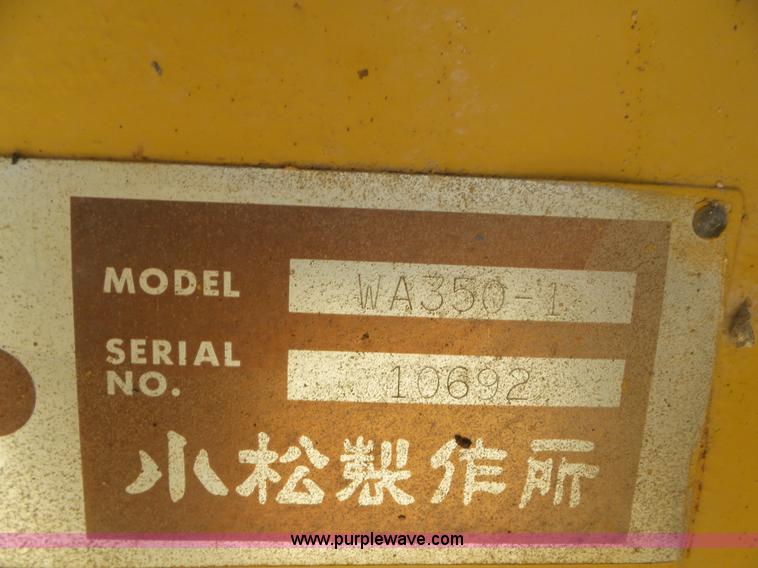 MODEL WA350-1
SERIAL NO. 10692
小松製作所
www.purplewave.com